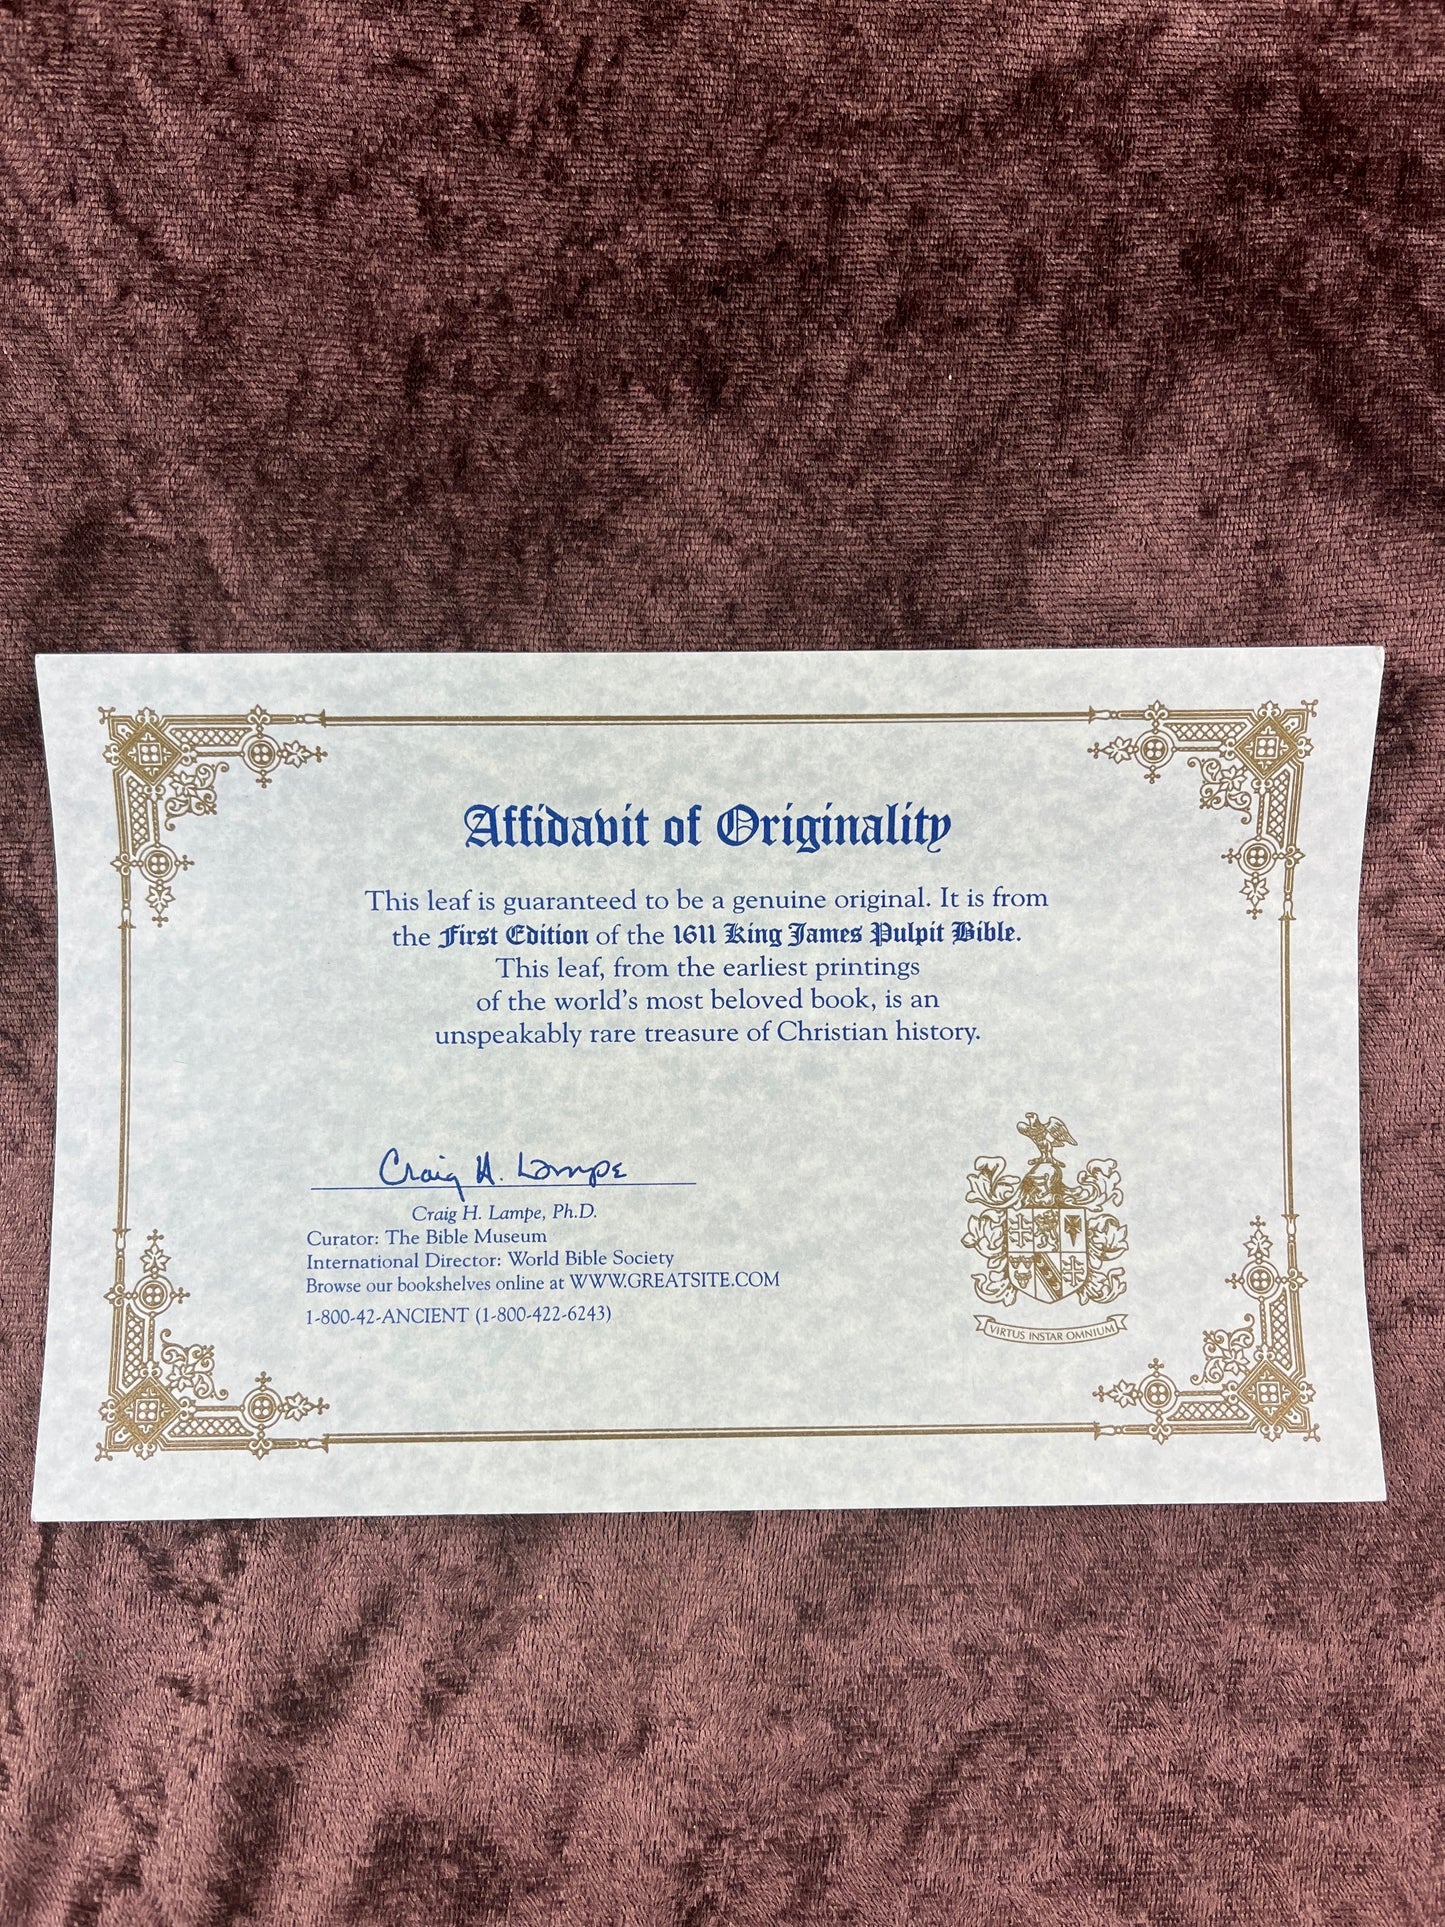 Affidavit of Originality
This leaf is guaranteed to be a genuine original. It is from
the First Edition of the 1611 King James Pulpit Bible.
This leaf, from the earliest printings
of the world's most beloved book, is an
unspeakably rare treasure of Christian history.
Craig H. Lampe
Craig H. Lampe, Ph.D.
Curator: The Bible Museum
International Director: World Bible Society
Browse our bookshelves online at WWW.GREATSITE.COM
1-800-42-ANCIENT (1-800-422-6243)
VIRTUS INSTAR OMNIUM